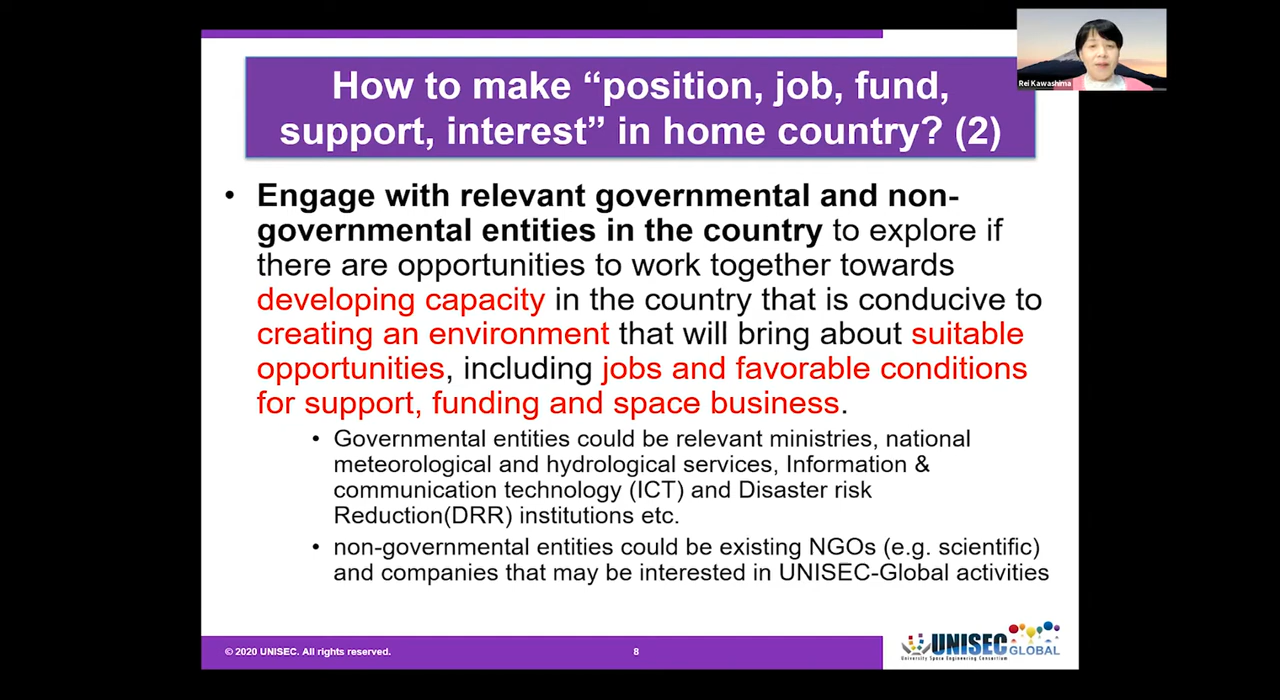 Rei Kawashima
How to make “position, job, fund,
support, interest” in home country? (2)
• Engage with relevant governmental and non-
governmental entities in the country to explore if
there are opportunities to work together towards
developing capacity in the country that is conducive to
creating an environment that will bring about suitable
opportunities, including jobs and favorable conditions
for support, funding and space business.
• Governmental entities could be relevant ministries, national
meteorological and hydrological services, Information &
communication technology (ICT) and Disaster risk
Reduction(DRR) institutions etc.
• non-governmental entities could be existing NGOs (e.g. scientific)
and companies that may be interested in UNISEC-Global activities
© 2020 UNISEC. All rights reserved.
8
UNISEC GLOBAL
University Space Engineering Consortium